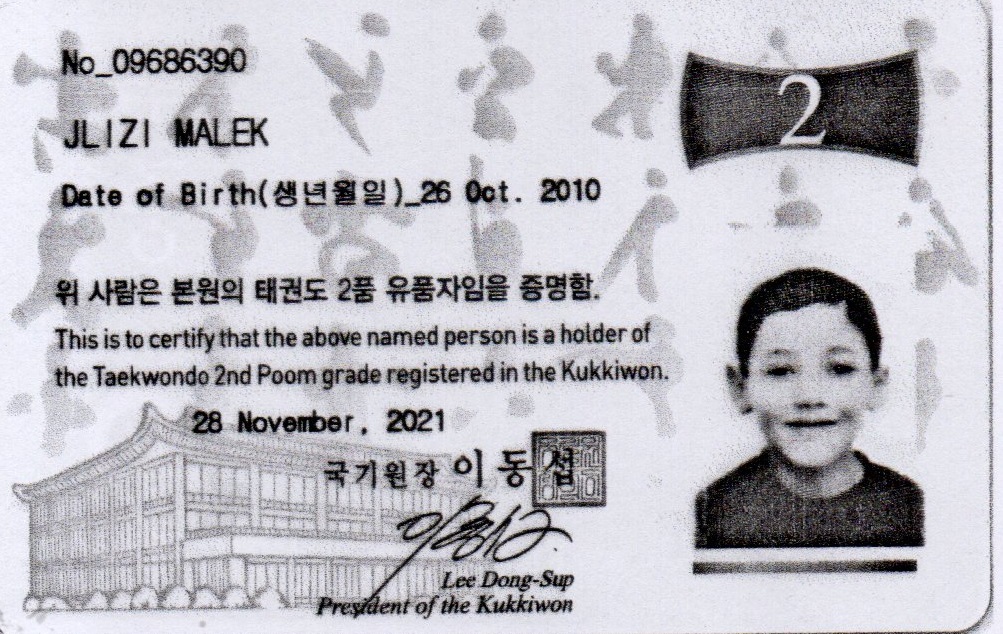 No_09686390
2
JLIZI MALEK
Date of Birth(생년월일)_26 Oct. 2010
위 사람은 본원의 태권도 2품 유품자임을 증명함.
This is to certify that the above named person is a holder of
the Taekwondo 2nd Poom grade registered in the Kukkiwon.
28 November, 2021
국기원장 이동섭
Lee Dong-Sup
President of the Kukkiwon